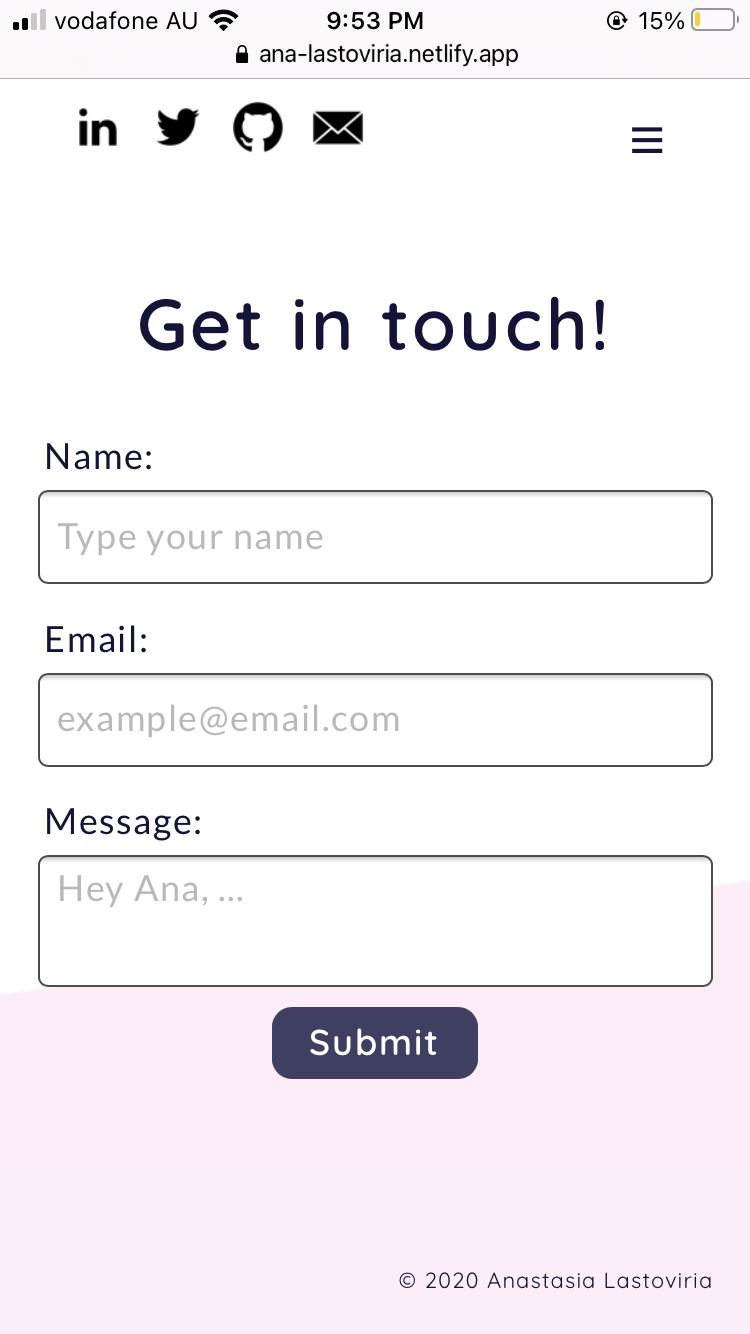 vodafone AU 9:53 PM 15%
ana-lastoviria.netlify.app
in
Get in touch!
Name:
Type your name
Email:
example@email.com
Message:
Hey Ana, ...
Submit
© 2020 Anastasia Lastoviria